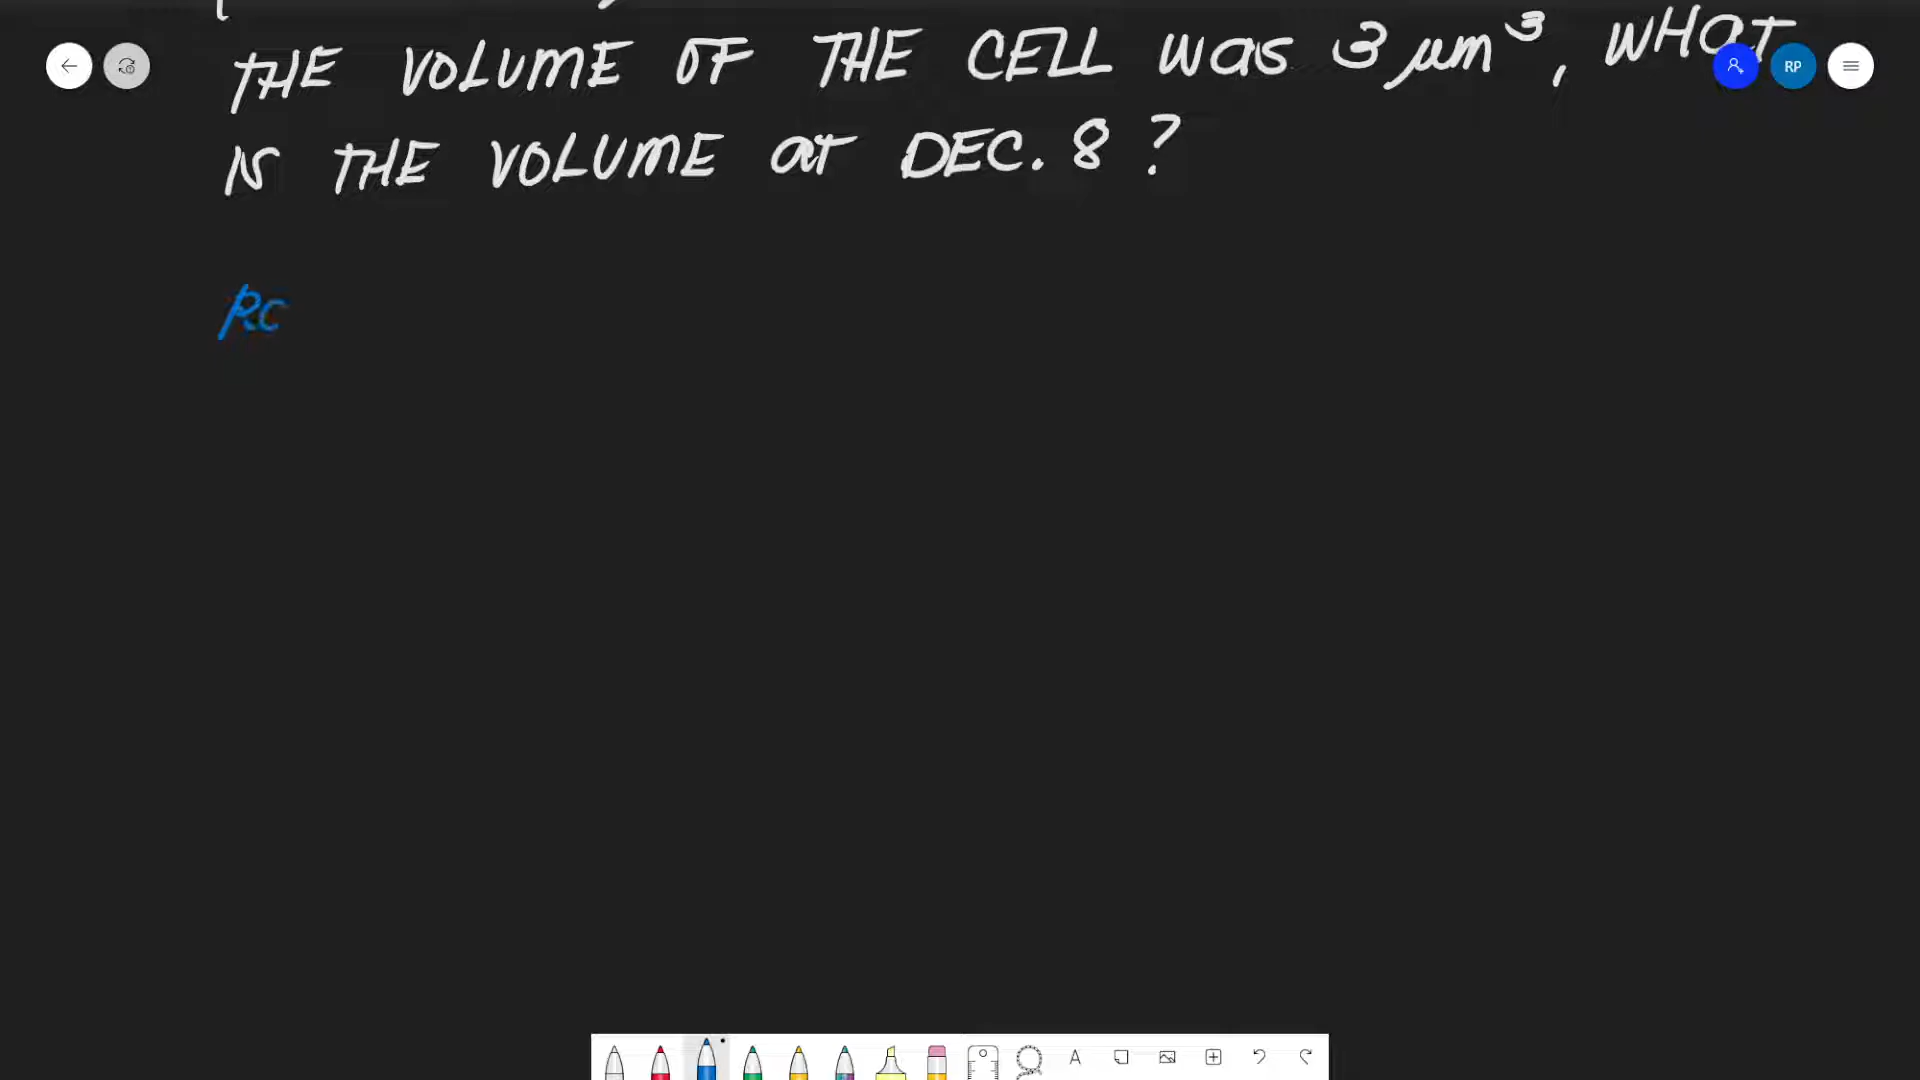 THE VOLUME OF THE CELL WAS 3 μm³, WHAT
IS THE VOLUME AT DEC. 8 ?
RC
RP
A